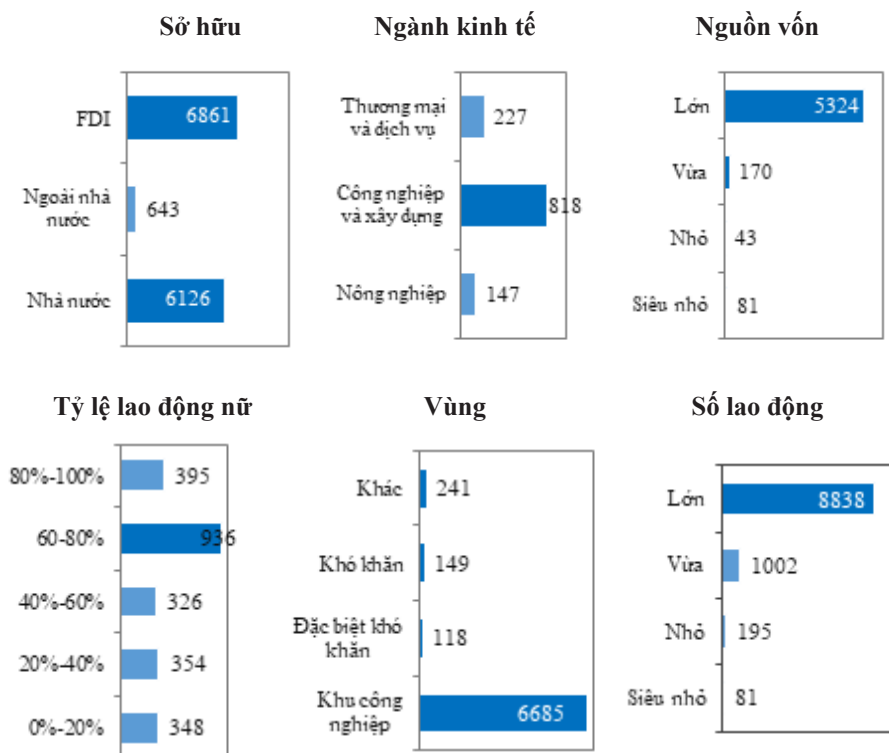 Sở hữu
FDI
6861
Ngoài nhà
nước
643
Nhà nước
6126
Ngành kinh tế
Thương mại
và dịch vụ
227
Công nghiệp
và xây dựng
818
Nông nghiệp
147
Nguồn vốn
Lớn
5324
Vừa
170
Nhỏ
43
Siêu nhỏ
81
Tỷ lệ lao động nữ
80%-100%
395
60-80%
936
40%-60%
326
20%-40%
354
0%-20%
348
Vùng
Khác
241
Khó khăn
149
Đặc biệt khó
khăn
118
Khu công
nghiệp
6685
Số lao động
Lớn
8838
Vừa
1002
Nhỏ
195
Siêu nhỏ
81